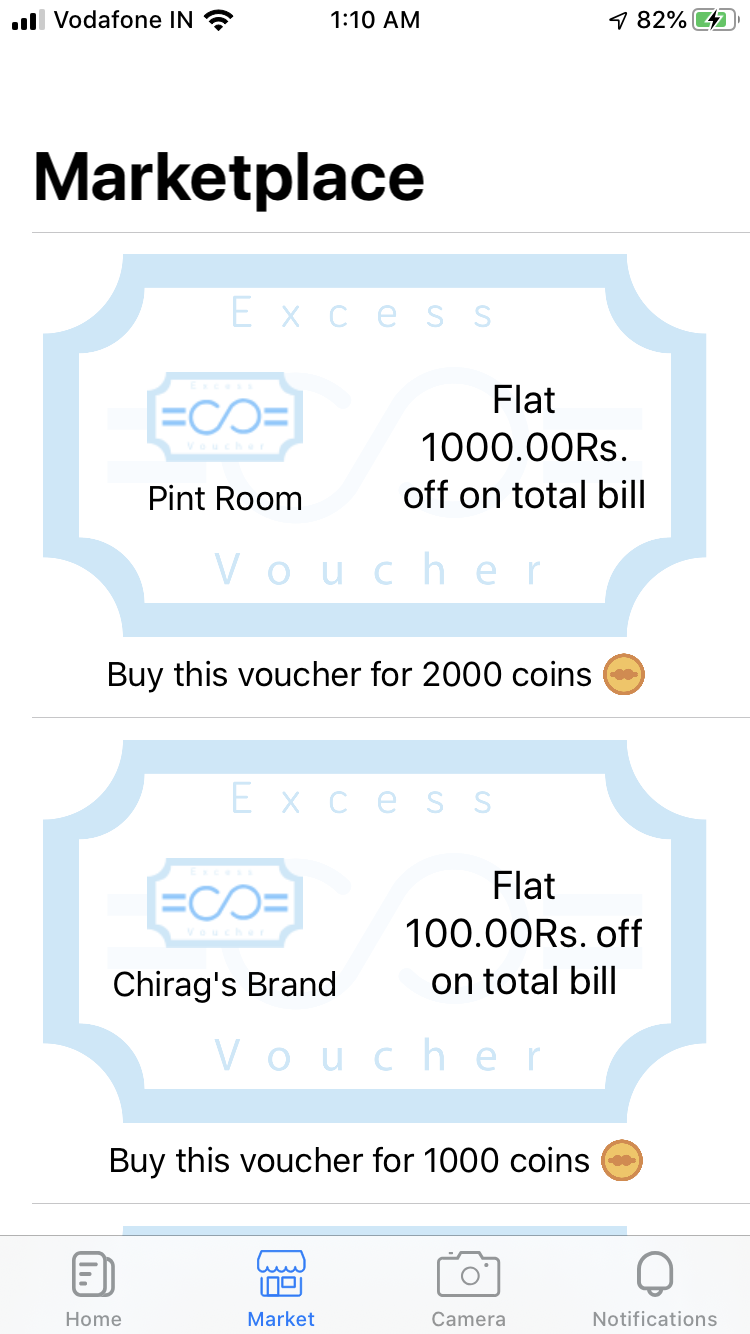 Vodafone IN 1:10 AM 82%
Marketplace
Excess
Excess
Voucher
Pint Room
Flat
1000.00Rs.
off on total bill
Voucher
Buy this voucher for 2000 coins
Excess
Excess
Voucher
Chirag's Brand
Flat
100.00Rs. off
on total bill
Voucher
Buy this voucher for 1000 coins
Home Market Camera Notifications